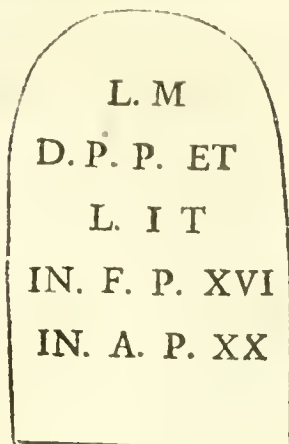 L. M
D. P. P. ET
L. I T
IN. F. P. XVI
IN. A. P. XX